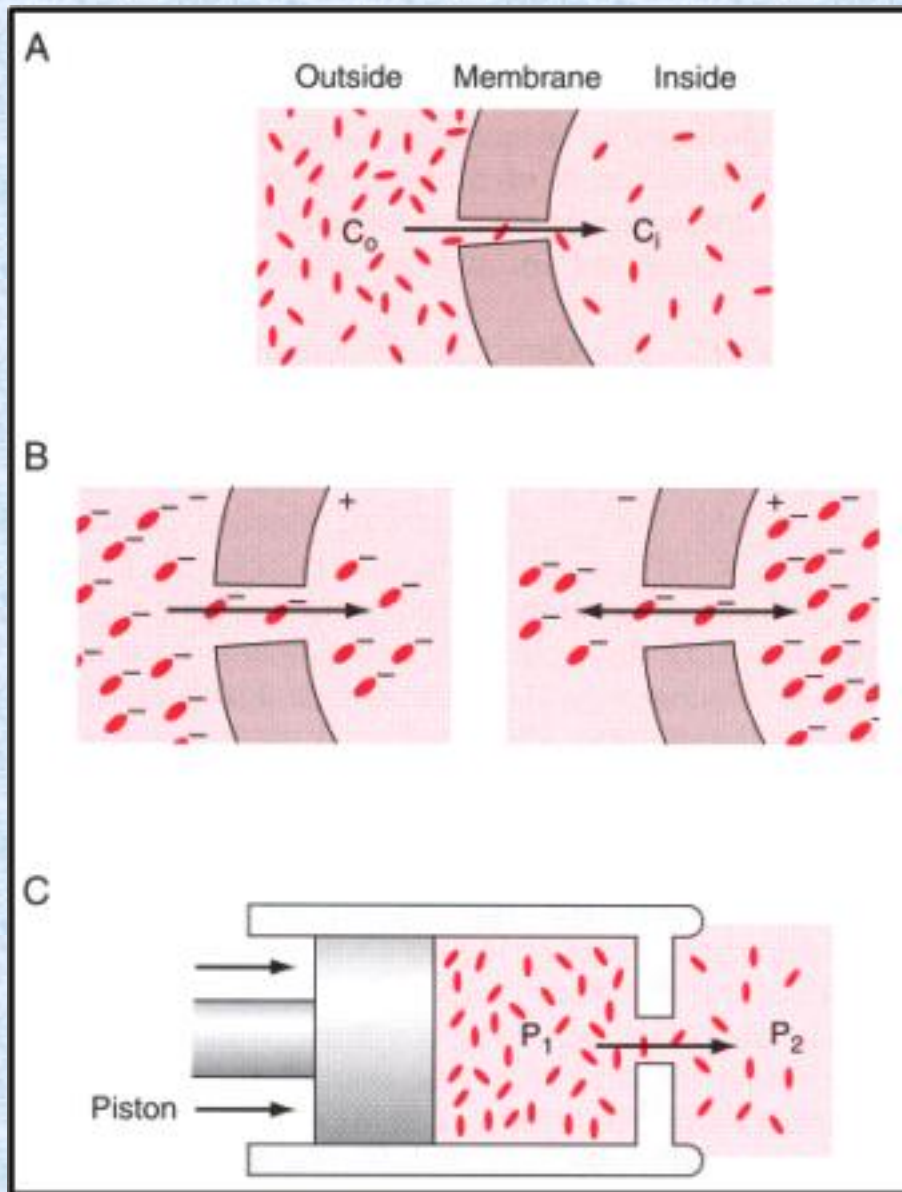 A
Outside Membrane Inside
Cₒ Cᵢ
B
− + − +
C
P₁ P₂
Piston